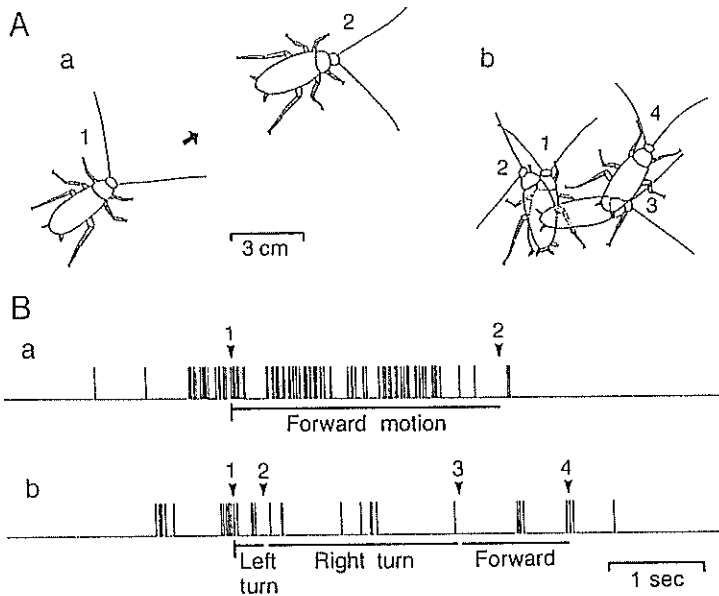 A
a
1
2
3 cm
b
1
2
3
4
B
a
1
2
Forward motion
b
1
2
3
4
Left turn
Right turn
Forward
1 sec